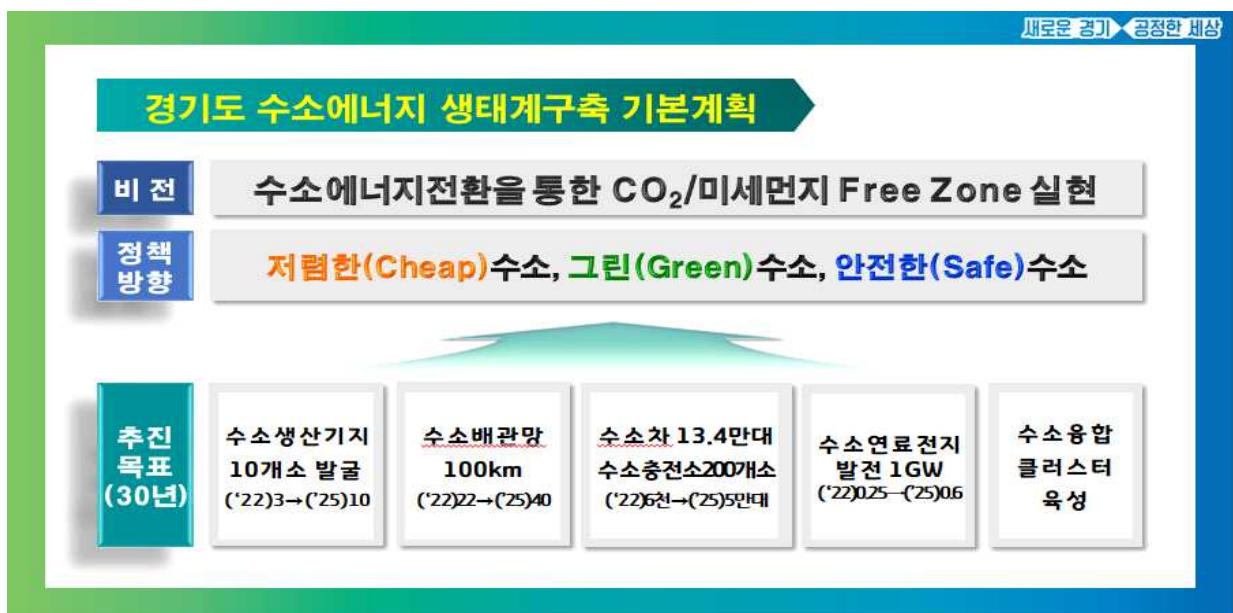 새로운 경기 공정한 세상
경기도 수소에너지 생태계구축 기본계획
비 전
수소에너지전환을 통한 CO₂/미세먼지 Free Zone 실현
정책
방향
저렴한(Cheap)수소, 그린(Green)수소, 안전한(Safe)수소
추진
목표
(30년)
수소생산기지
10개소 발굴
(‘22)3→(’25)10
수소배관망
100km
(‘22)22→(’25)40
수소차 13.4만대
수소충전소200개소
(‘22)6천→(’25)5만대
수소연료전지
발전 1GW
(‘22)0.25→(’25)0.6
수소융합
클러스터
육성